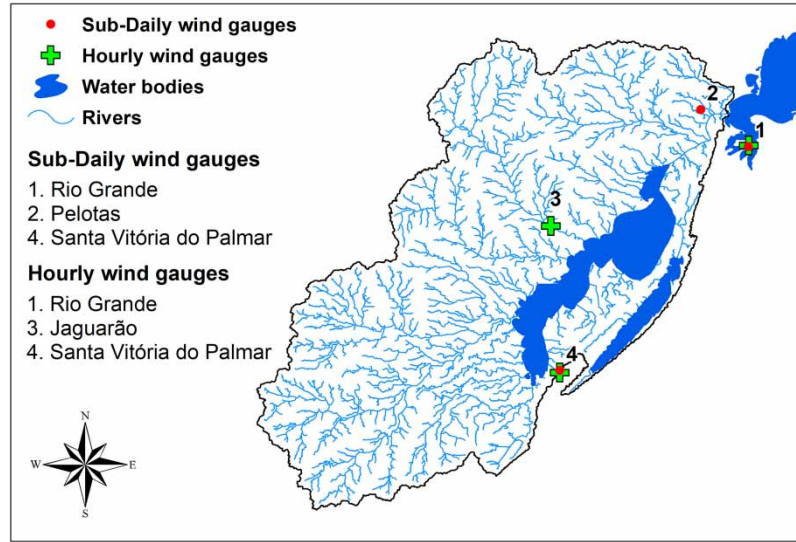 Sub-Daily wind gauges
Hourly wind gauges
Water bodies
Rivers
Sub-Daily wind gauges
1. Rio Grande
2. Pelotas
4. Santa Vitória do Palmar
Hourly wind gauges
1. Rio Grande
3. Jaguarão
4. Santa Vitória do Palmar
2
1
3
4
N
W E
S